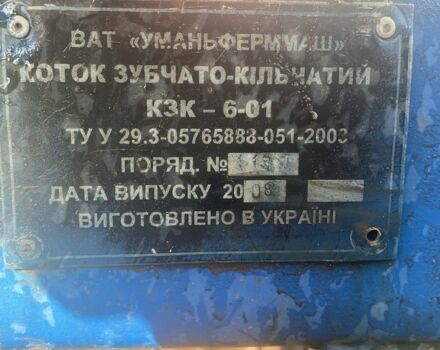 ВАТ «УМАНЬФЕРММАШ»
КОТОК ЗУБЧАТО-КІЛЬЧАТИЙ
КЗК – 6-01
ТУ У 29.3-05765888-051-2003
ПОРЯД. №
ДАТА ВИПУСКУ 20 08
ВИГОТОВЛЕНО В УКРАЇНІ